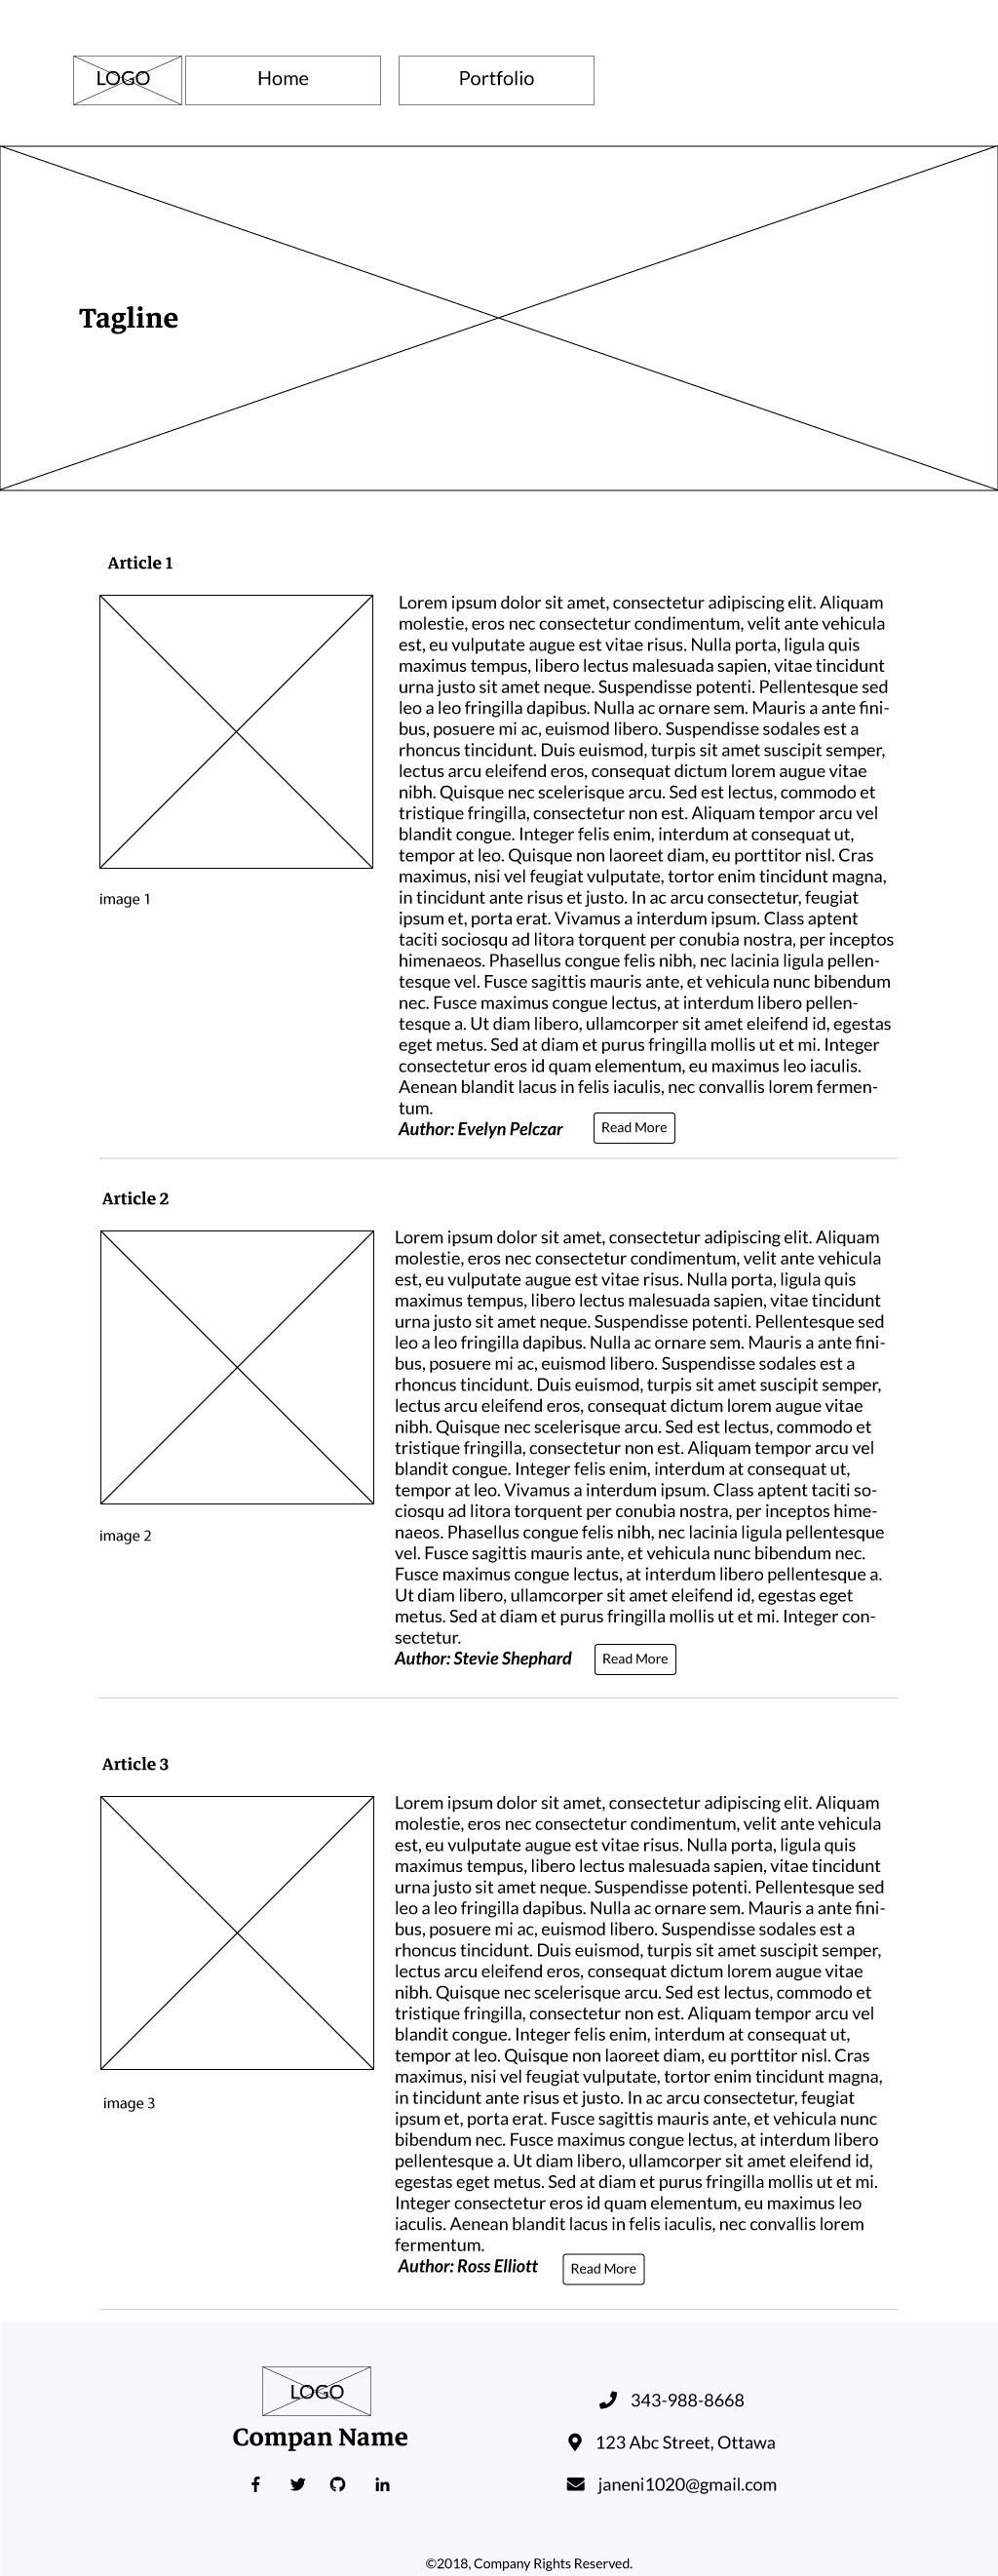 LOGO
Home
Portfolio
Tagline
Article 1
Lorem ipsum dolor sit amet, consectetur adipiscing elit. Aliquam
molestie, eros nec consectetur condimentum, velit ante vehicula
est, eu vulputate augue est vitae risus. Nulla porta, ligula quis
maximus tempus, libero lectus malesuada sapien, vitae tincidunt
urna justo sit amet neque. Suspendisse potenti. Pellentesque sed
leo a leo fringilla dapibus. Nulla ac ornare sem. Mauris a ante fini-
bus, posuere mi ac, euismod libero. Suspendisse sodales est a
rhoncus tincidunt. Duis euismod, turpis sit amet suscipit semper,
lectus arcu eleifend eros, consequat dictum lorem augue vitae
nibh. Quisque nec scelerisque arcu. Sed est lectus, commodo et
tristique fringilla, consectetur non est. Aliquam tempor arcu vel
blandit congue. Integer felis enim, interdum at consequat ut,
tempor at leo. Quisque non laoreet diam, eu porttitor nisl. Cras
maximus, nisi vel feugiat vulputate, tortor enim tincidunt magna,
in tincidunt ante risus et justo. In ac arcu consectetur, feugiat
ipsum et, porta erat. Vivamus a interdum ipsum. Class aptent
taciti sociosqu ad litora torquent per conubia nostra, per inceptos
himenaeos. Phasellus congue felis nibh, nec lacinia ligula pellen-
tesque vel. Fusce sagittis mauris ante, et vehicula nunc bibendum
nec. Fusce maximus congue lectus, at interdum libero pellen-
tesque a. Ut diam libero, ullamcorper sit amet eleifend id, egestas
eget metus. Sed at diam et purus fringilla mollis ut et mi. Integer
consectetur eros id quam elementum, eu maximus leo iaculis.
Aenean blandit lacus in felis iaculis, nec convallis lorem fermen-
tum.
image 1
Author: Evelyn Pelczar
Read More
Article 2
Lorem ipsum dolor sit amet, consectetur adipiscing elit. Aliquam
molestie, eros nec consectetur condimentum, velit ante vehicula
est, eu vulputate augue est vitae risus. Nulla porta, ligula quis
maximus tempus, libero lectus malesuada sapien, vitae tincidunt
urna justo sit amet neque. Suspendisse potenti. Pellentesque sed
leo a leo fringilla dapibus. Nulla ac ornare sem. Mauris a ante fini-
bus, posuere mi ac, euismod libero. Suspendisse sodales est a
rhoncus tincidunt. Duis euismod, turpis sit amet suscipit semper,
lectus arcu eleifend eros, consequat dictum lorem augue vitae
nibh. Quisque nec scelerisque arcu. Sed est lectus, commodo et
tristique fringilla, consectetur non est. Aliquam tempor arcu vel
blandit congue. Integer felis enim, interdum at consequat ut,
tempor at leo. Vivamus a interdum ipsum. Class aptent taciti so-
ciosqu ad litora torquent per conubia nostra, per inceptos hime-
naeos. Phasellus congue felis nibh, nec lacinia ligula pellentesque
vel. Fusce sagittis mauris ante, et vehicula nunc bibendum nec.
Fusce maximus congue lectus, at interdum libero pellentesque a.
Ut diam libero, ullamcorper sit amet eleifend id, egestas eget
metus. Sed at diam et purus fringilla mollis ut et mi. Integer con-
sectetur.
image 2
Author: Stevie Shephard
Read More
Article 3
Lorem ipsum dolor sit amet, consectetur adipiscing elit. Aliquam
molestie, eros nec consectetur condimentum, velit ante vehicula
est, eu vulputate augue est vitae risus. Nulla porta, ligula quis
maximus tempus, libero lectus malesuada sapien, vitae tincidunt
urna justo sit amet neque. Suspendisse potenti. Pellentesque sed
leo a leo fringilla dapibus. Nulla ac ornare sem. Mauris a ante fini-
bus, posuere mi ac, euismod libero. Suspendisse sodales est a
rhoncus tincidunt. Duis euismod, turpis sit amet suscipit semper,
lectus arcu eleifend eros, consequat dictum lorem augue vitae
nibh. Quisque nec scelerisque arcu. Sed est lectus, commodo et
tristique fringilla, consectetur non est. Aliquam tempor arcu vel
blandit congue. Integer felis enim, interdum at consequat ut,
tempor at leo. Quisque non laoreet diam, eu porttitor nisl. Cras
maximus, nisi vel feugiat vulputate, tortor enim tincidunt magna,
in tincidunt ante risus et justo. In ac arcu consectetur, feugiat
ipsum et, porta erat. Fusce sagittis mauris ante, et vehicula nunc
bibendum nec. Fusce maximus congue lectus, at interdum libero
pellentesque a. Ut diam libero, ullamcorper sit amet eleifend id,
egestas eget metus. Sed at diam et purus fringilla mollis ut et mi.
Integer consectetur eros id quam elementum, eu maximus leo
iaculis. Aenean blandit lacus in felis iaculis, nec convallis lorem
fermentum.
image 3
Author: Ross Elliott
Read More
LOGO
Compan Name
343-988-8668
123 Abc Street, Ottawa
janeni1020@gmail.com
©2018, Company Rights Reserved.